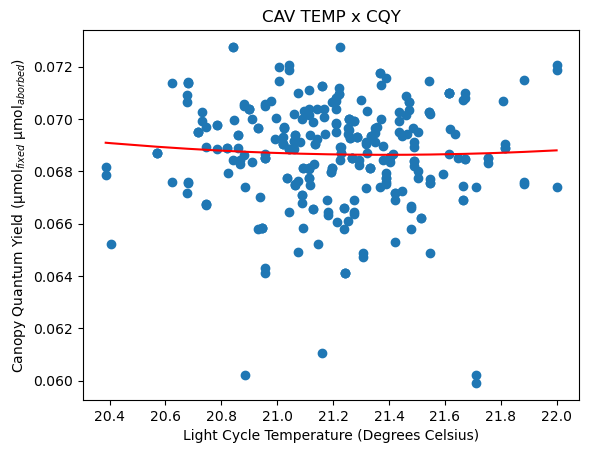 CAV TEMP x CQY
Canopy Quantum Yield (μmol_fixed μmol_aborbed)
0.072
0.070
0.068
0.066
0.064
0.062
0.060
20.4 20.6 20.8 21.0 21.2 21.4 21.6 21.8 22.0
Light Cycle Temperature (Degrees Celsius)